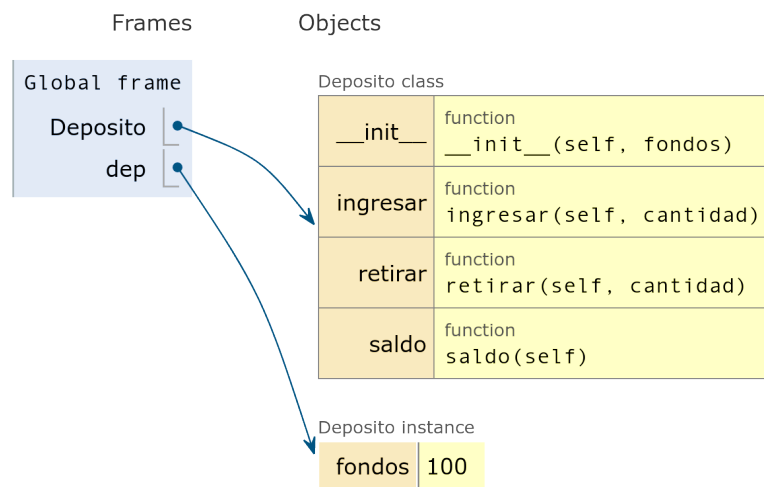 Frames
Objects
Global frame
Deposito
dep
Deposito class
__init__
function
__init__(self, fondos)
ingresar
function
ingresar(self, cantidad)
retirar
function
retirar(self, cantidad)
saldo
function
saldo(self)
Deposito instance
fondos
100